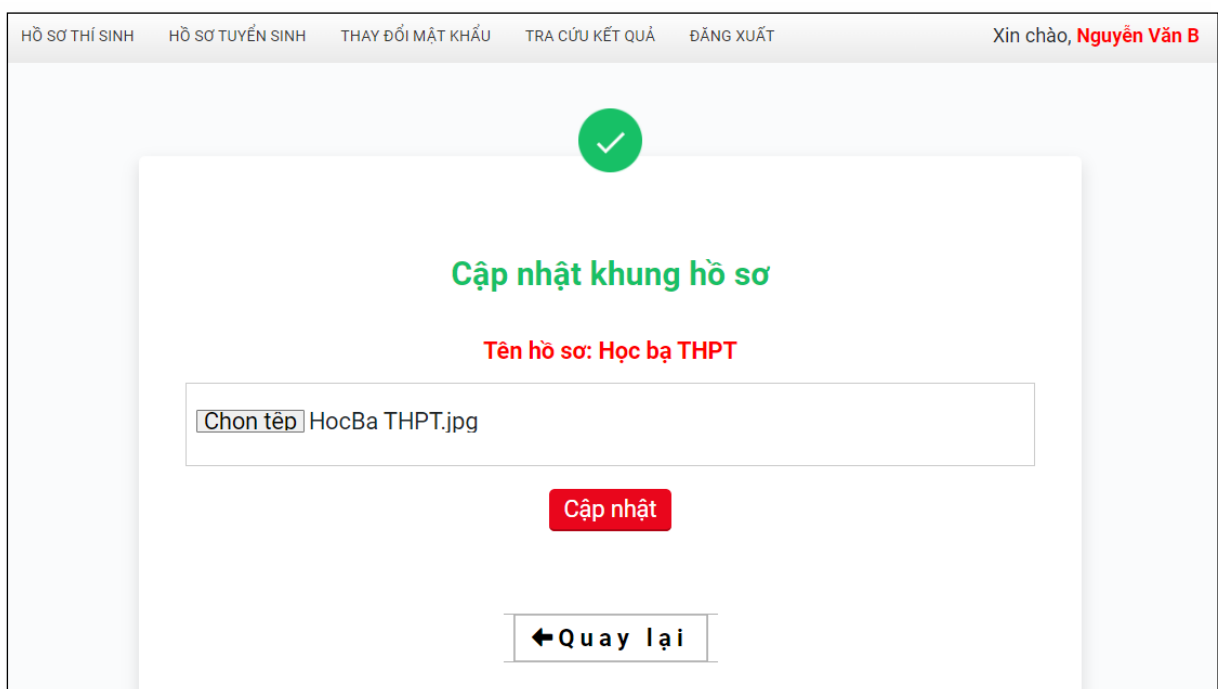 HỒ SƠ THÍ SINH HỒ SƠ TUYỂN SINH THAY ĐỔI MẬT KHẨU TRA CỨU KẾT QUẢ ĐĂNG XUẤT Xin chào, Nguyễn Văn B
Cập nhật khung hồ sơ
Tên hồ sơ: Học bạ THPT
Chon têp HocBa THPT.jpg
Cập nhật
Quay lại